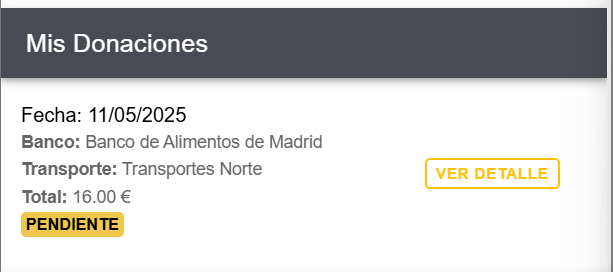 Mis Donaciones
Fecha: 11/05/2025
Banco: Banco de Alimentos de Madrid
Transporte: Transportes Norte
VER DETALLE
Total: 16.00 €
PENDIENTE